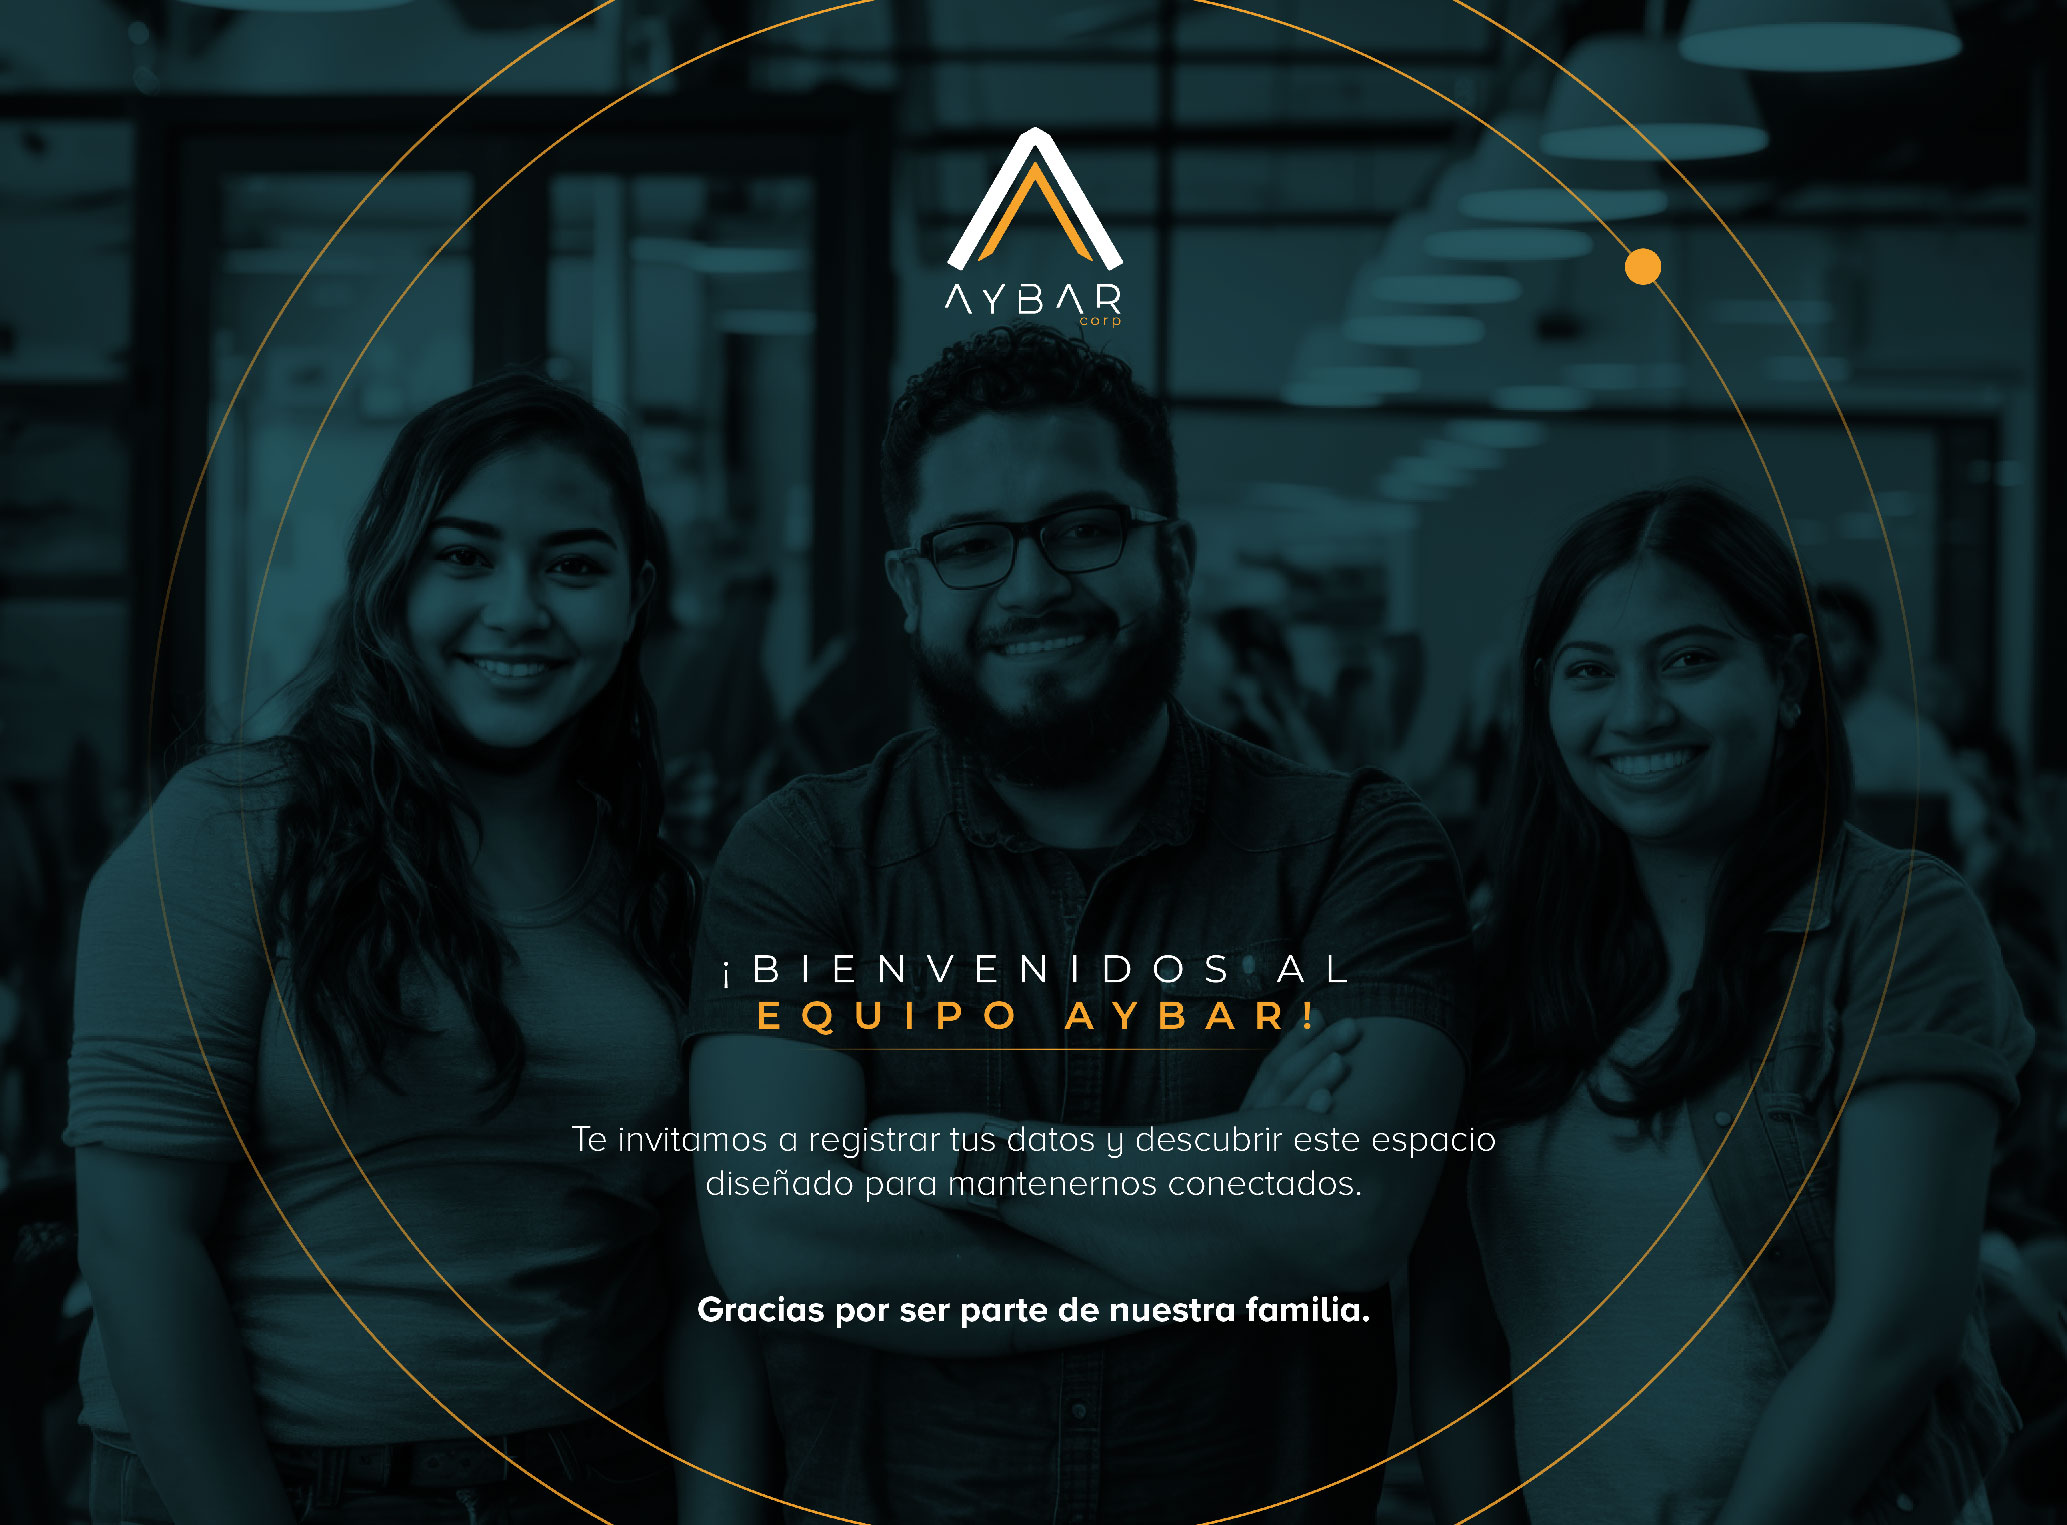 AYBAR
corp
¡BIENVENIDOS AL
EQUIPO AYBAR!
Te invitamos a registrar tus datos y descubrir este espacio
diseñado para mantenernos conectados.
Gracias por ser parte de nuestra familia.